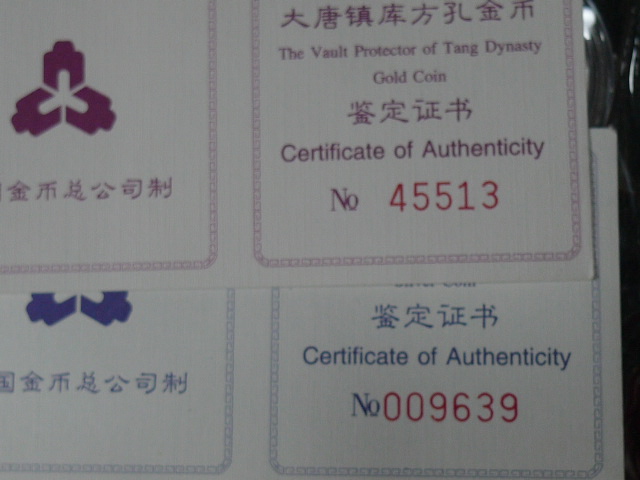 大唐镇库方孔金币
The Vault Protector of Tang Dynasty
Gold Coin
鉴定证书
Certificate of Authenticity
No 45513
金币总公司制
鉴定证书
Certificate of Authenticity
No 009639
国金币总公司制